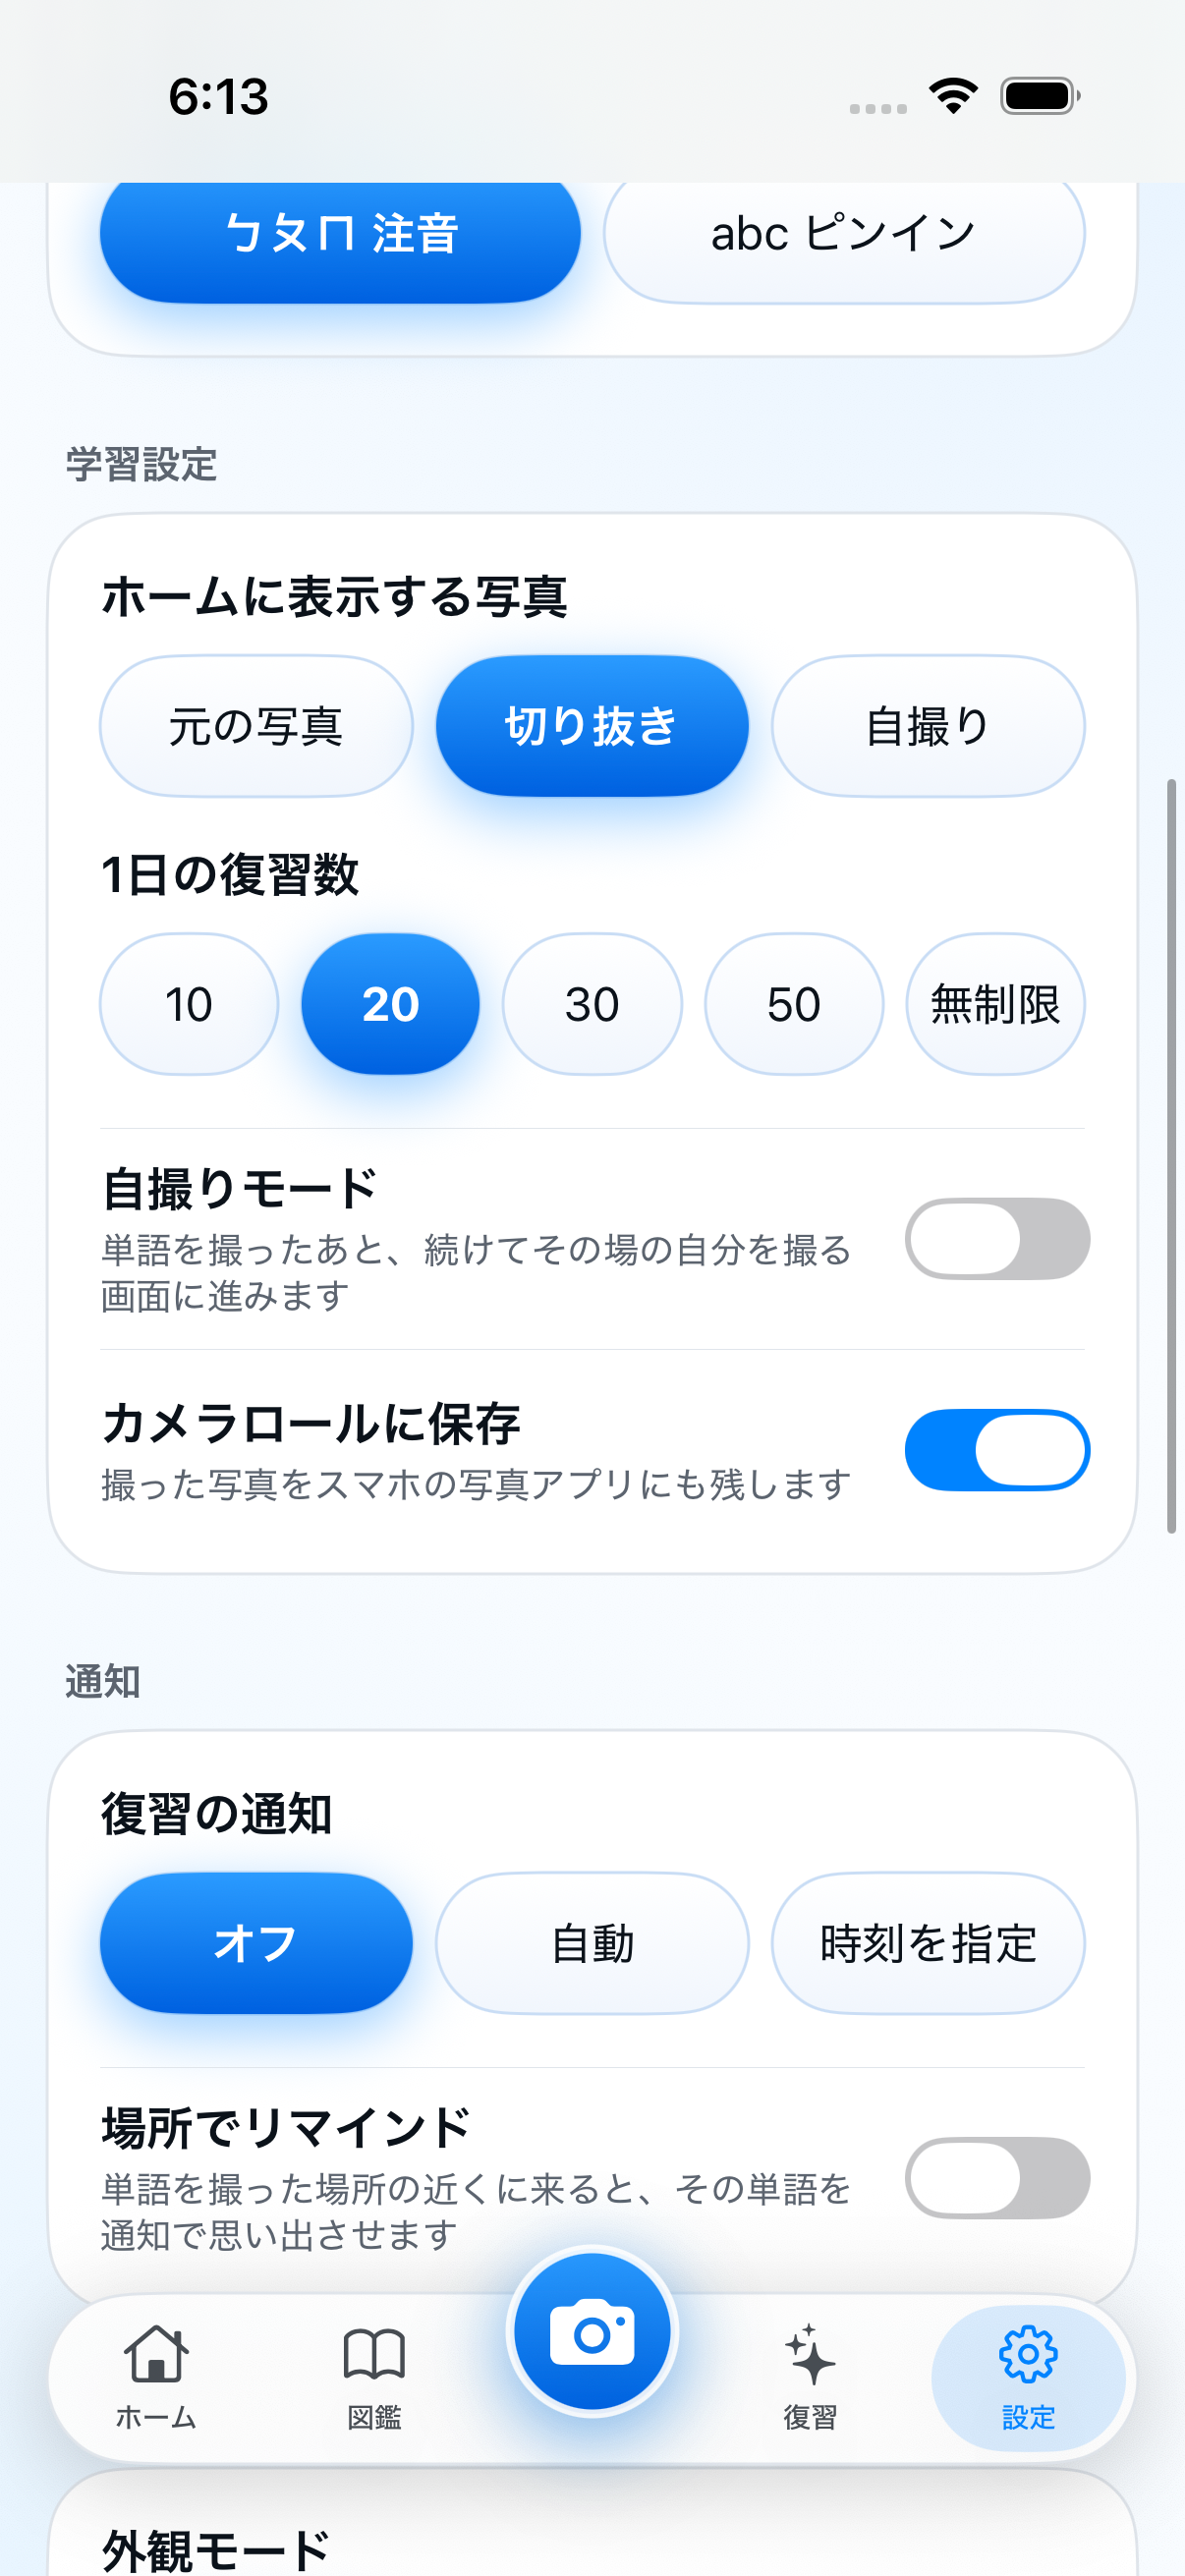 6:13
ㄅㄆㄇ 注音
abc ピンイン
学習設定
ホームに表示する写真
元の写真
切り抜き
自撮り
1日の復習数
10
20
30
50
無制限
自撮りモード
単語を撮ったあと、続けてその場の自分を撮る
画面に進みます
カメラロールに保存
撮った写真をスマホの写真アプリにも残します
通知
復習の通知
オフ
自動
時刻を指定
場所でリマインド
単語を撮った場所の近くに来ると、その単語を
通知で思い出させます
ホーム
図鑑
復習
設定
外観モード